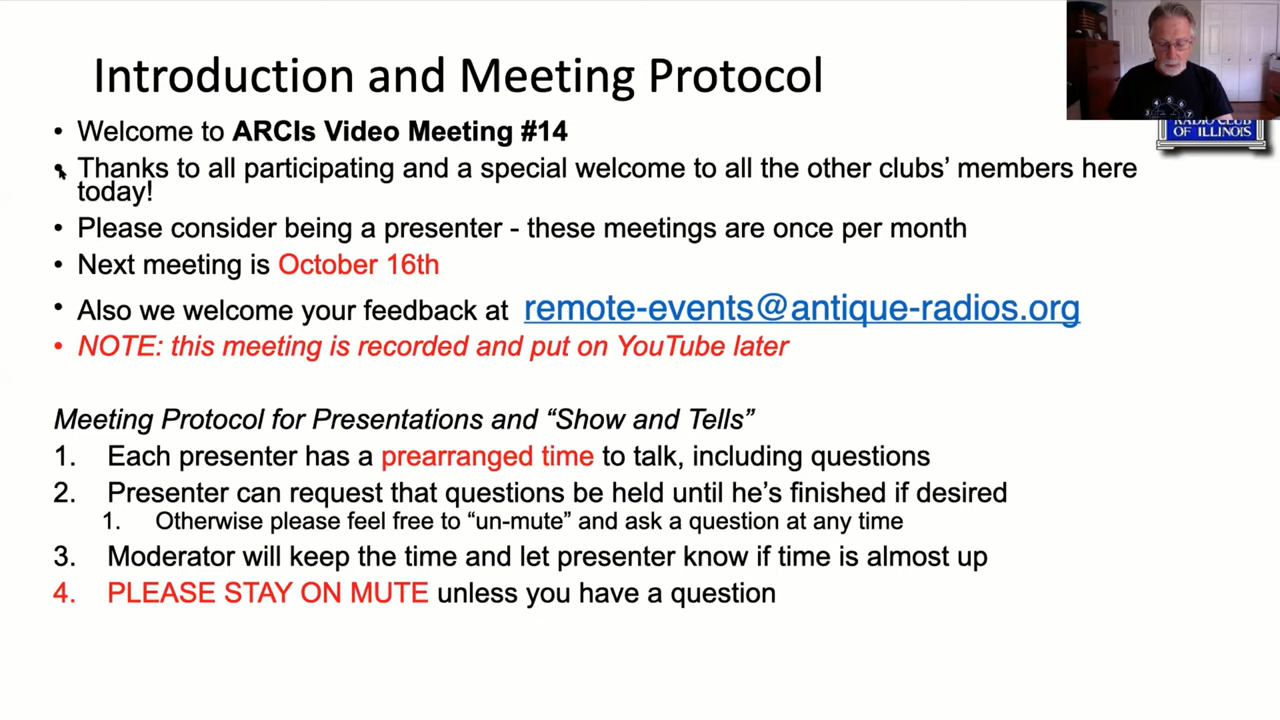 Introduction and Meeting Protocol
• Welcome to ARCIs Video Meeting #14
• Thanks to all participating and a special welcome to all the other clubs’ members here
today!
• Please consider being a presenter - these meetings are once per month
• Next meeting is October 16th
• Also we welcome your feedback at remote-events@antique-radios.org
• NOTE: this meeting is recorded and put on YouTube later
Meeting Protocol for Presentations and “Show and Tells”
1. Each presenter has a prearranged time to talk, including questions
2. Presenter can request that questions be held until he’s finished if desired
1. Otherwise please feel free to “un-mute” and ask a question at any time
3. Moderator will keep the time and let presenter know if time is almost up
4. PLEASE STAY ON MUTE unless you have a question
RADIO CLUB
OF ILLINOIS